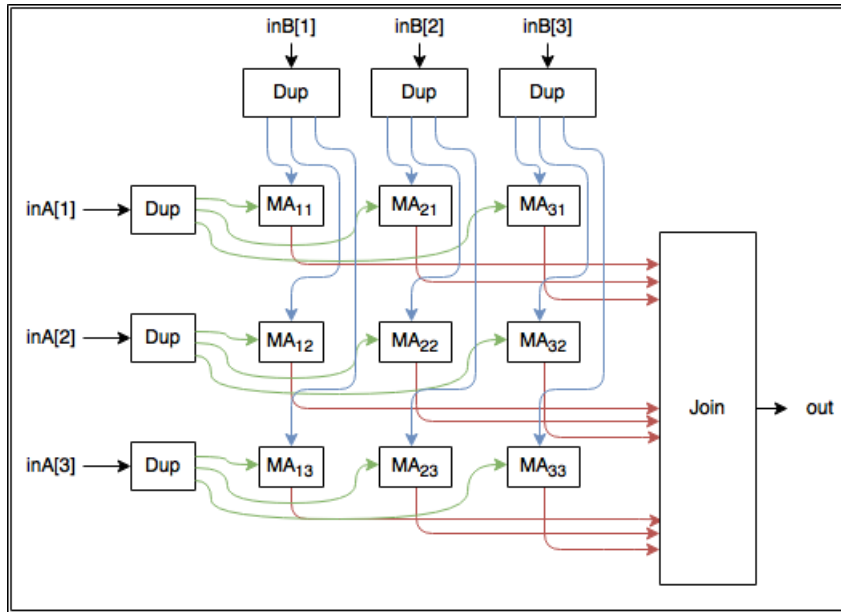 inB[1] inB[2] inB[3]
Dup Dup Dup
inA[1] Dup MA11 MA21 MA31
inA[2] Dup MA12 MA22 MA32
Join out
inA[3] Dup MA13 MA23 MA33